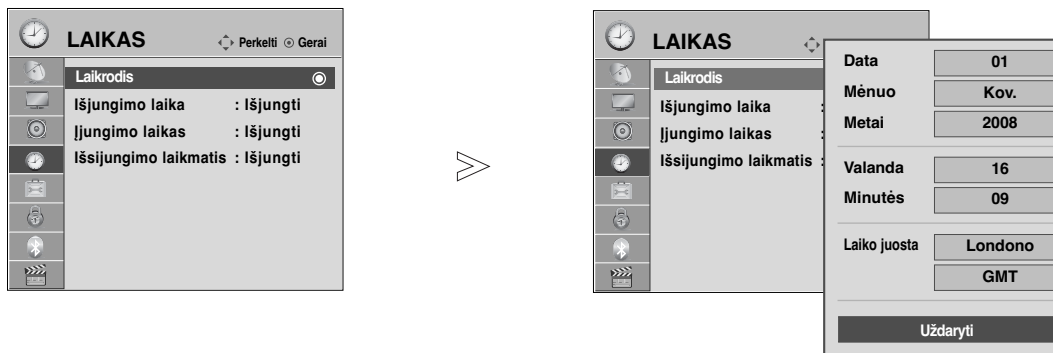 LAIKAS
Perkelti Gerai
Laikrodis
Išjungimo laika : Išjungti
Įjungimo laikas : Išjungti
Išsijungimo laikmatis : Išjungti
LAIKAS
Laikrodis
Išjungimo laika :
Įjungimo laikas :
Išsijungimo laikmatis :
Data 01
Mėnuo Kov.
Metai 2008
Valanda 16
Minutės 09
Laiko juosta Londono
GMT
Uždaryti